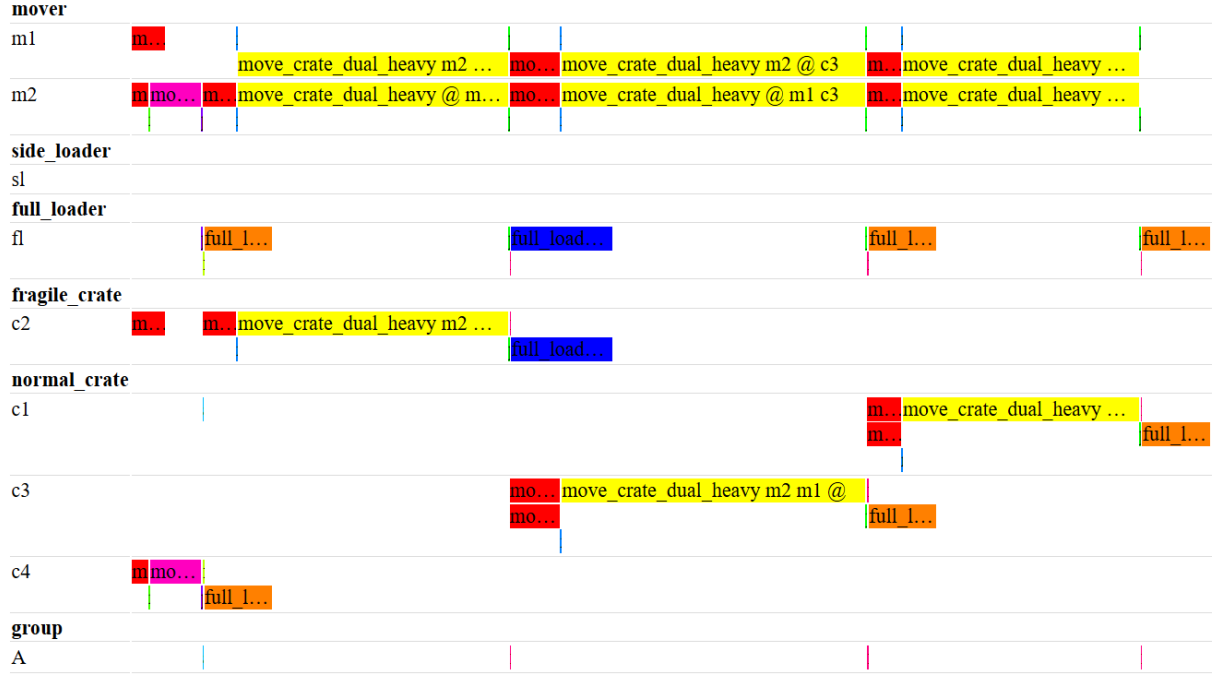 mover
m1 m...
move_crate_dual_heavy m2 ... mo... move_crate_dual_heavy m2 @ c3 m... move_crate_dual_heavy ...
m2 m mo... m... move_crate_dual_heavy @ m... mo... move_crate_dual_heavy @ m1 c3 m... move_crate_dual_heavy ...
side_loader
sl
full_loader
fl full_l... full_load... full_l... full_l...
fragile_crate
c2 m... m... move_crate_dual_heavy m2 ...
full_load...
normal_crate
c1 m... move_crate_dual_heavy ...
m... full_l...
c3 mo... move_crate_dual_heavy m2 m1 @
mo... full_l...
c4 m mo...
full_l...
group
A